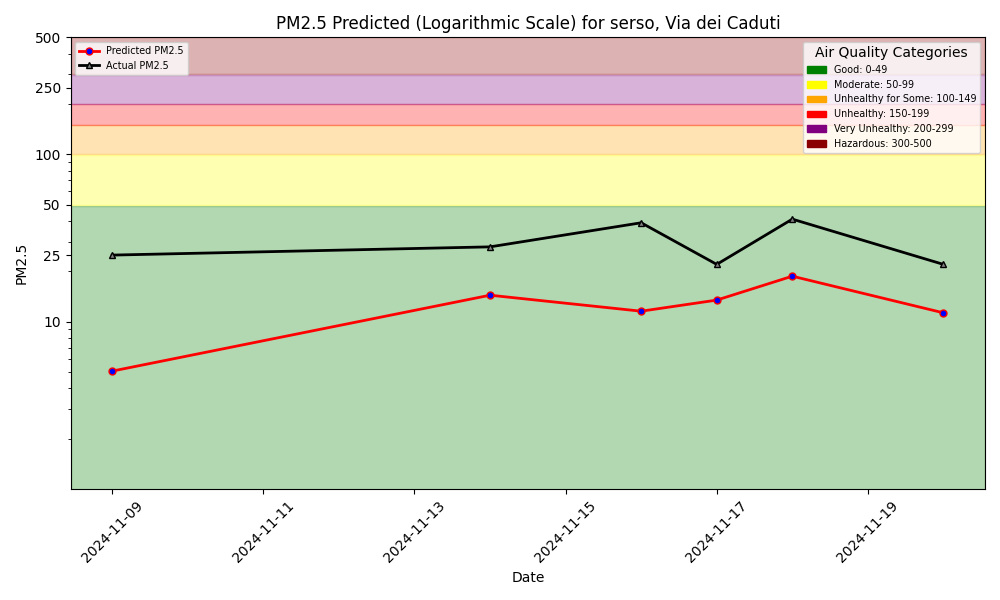 PM2.5 Predicted (Logarithmic Scale) for serso, Via dei Caduti
Predicted PM2.5
Actual PM2.5
Air Quality Categories
Good: 0-49
Moderate: 50-99
Unhealthy for Some: 100-149
Unhealthy: 150-199
Very Unhealthy: 200-299
Hazardous: 300-500
500
250
100
50
25
10
PM2.5
2024-11-09
2024-11-11
2024-11-13
2024-11-15
2024-11-17
2024-11-19
Date